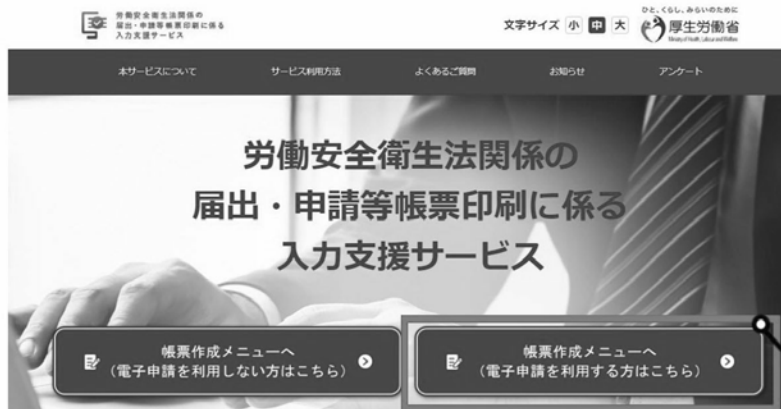 労働安全衛生法関係の
届出・申請等帳票印刷に係る
入力支援サービス
文字サイズ 小 中 大
ひと、くらし、みらいのために
厚生労働省
Ministry of Health, Labour and Welfare
本サービスについて サービス利用方法 よくあるご質問 お知らせ アンケート
労働安全衛生法関係の
届出・申請等帳票印刷に係る
入力支援サービス
帳票作成メニューへ
(電子申請を利用しない方はこちら)
帳票作成メニューへ
(電子申請を利用する方はこちら)